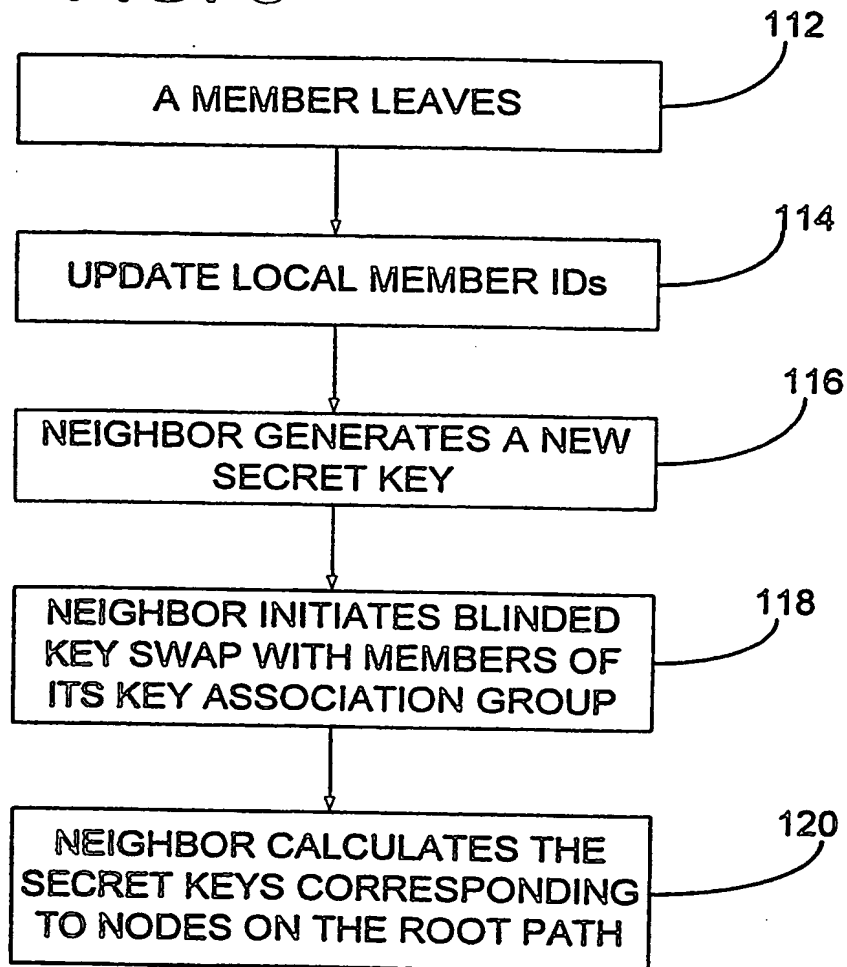 112
A MEMBER LEAVES
114
UPDATE LOCAL MEMBER IDs
116
NEIGHBOR GENERATES A NEW
SECRET KEY
118
NEIGHBOR INITIATES BLINDED
KEY SWAP WITH MEMBERS OF
ITS KEY ASSOCIATION GROUP
120
NEIGHBOR CALCULATES THE
SECRET KEYS CORRESPONDING
TO NODES ON THE ROOT PATH